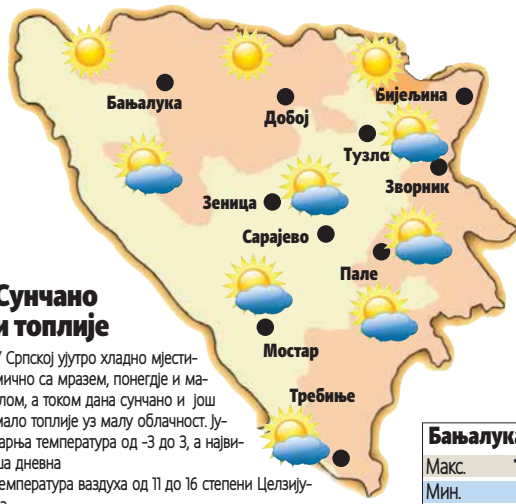 Бањалука
Добој
Бијељина
Тузла
Зворник
Зеница
Сарајево
Пале
Мостар
Требиње
Сунчано
и топлије
У Српској ујутро хладно мјести-
мично са мразем, понегдје и ма-
лом, а током дана сунчано и још
мало топлије уз малу облачност. Ју-
арња температура од -3 до 3, а најви-
ша дневна
температура ваздуха од 11 до 16 степени Целзију-
Бањалука
Макс.
Мин.